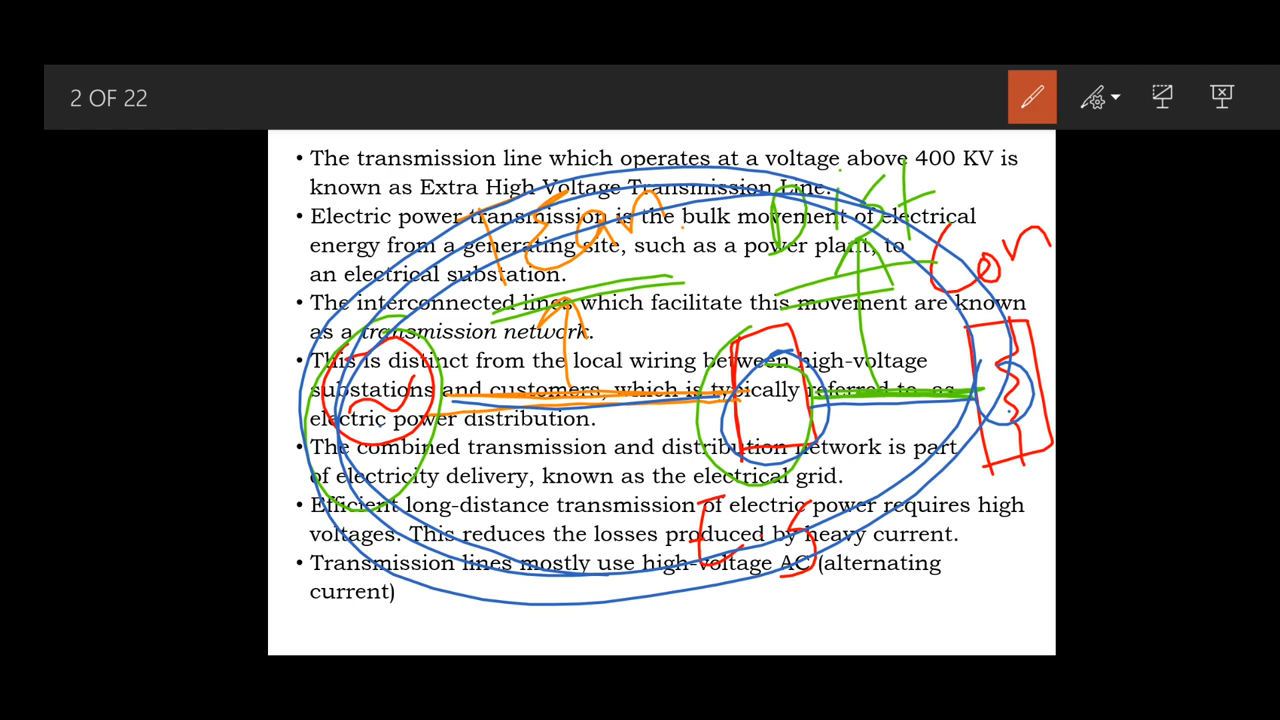 2 OF 22
• The transmission line which operates at a voltage above 400 KV is
known as Extra High Voltage Transmission Line.
• Electric power transmission is the bulk movement of electrical
energy from a generating site, such as a power plant, to
an electrical substation.
• The interconnected lines which facilitate this movement are known
as a transmission network.
• This is distinct from the local wiring between high-voltage
substations and customers, which is typically referred to as
electric power distribution.
• The combined transmission and distribution network is part
of electricity delivery, known as the electrical grid.
• Efficient long-distance transmission of electric power requires high
voltages. This reduces the losses produced by heavy current.
• Transmission lines mostly use high-voltage AC (alternating
current)
Tran.
Dist
Con